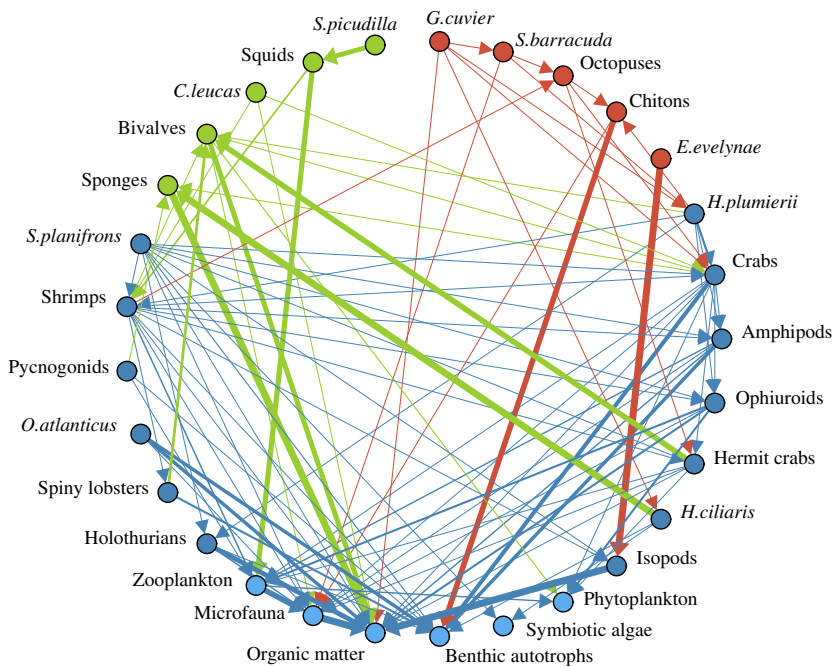 S.picudilla
G.cuvier
Squids
S.barracuda
Octopuses
C.leucas
Chitons
Bivalves
E.evelynae
Sponges
H.plumierii
S.planifrons
Crabs
Shrimps
Amphipods
Pycnogonids
Ophiuroids
O.atlanticus
Hermit crabs
Spiny lobsters
H.ciliaris
Holothurians
Isopods
Zooplankton
Phytoplankton
Microfauna
Symbiotic algae
Organic matter
Benthic autrophs